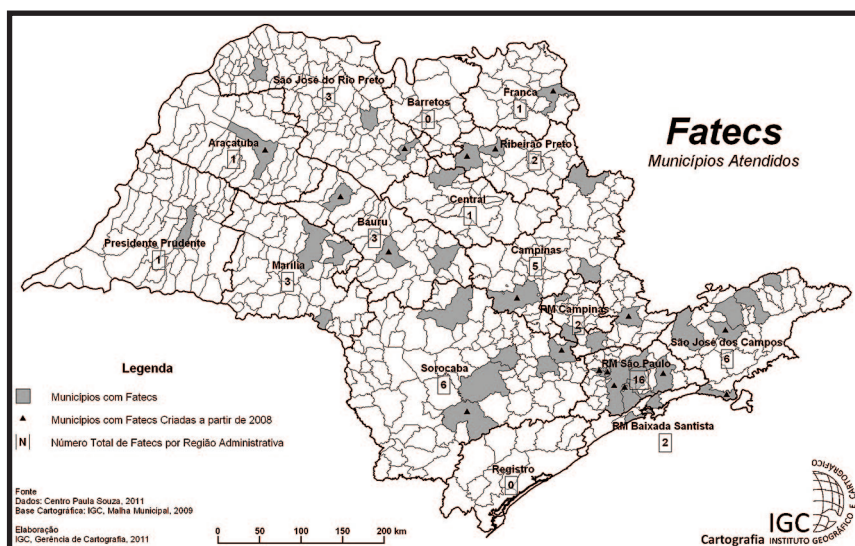 Fatecs
Municípios Atendidos
São José do Rio Preto
3
Barretos
0
Franca
1
Araçatuba
1
Ribeirão Preto
2
Central
1
Bauru
3
Presidente Prudente
1
Marília
3
Campinas
5
RM Campinas
2
São José dos Campos
6
RM São Paulo
16
Sorocaba
6
RM Baixada Santista
2
Registro
0
Legenda
Municípios com Fatecs
Municípios com Fatecs Criadas a partir de 2008
N Número Total de Fatecs por Região Administrativa
Fonte
Dados: Centro Paula Souza, 2011
Base Cartográfica: IGC, Malha Municipal, 2009
Elaboração
IGC, Gerência de Cartografia, 2011
0 50 100 150 200 km
Cartografia IGC
INSTITUTO GEOGRÁFICO E CARTOGRÁFICO